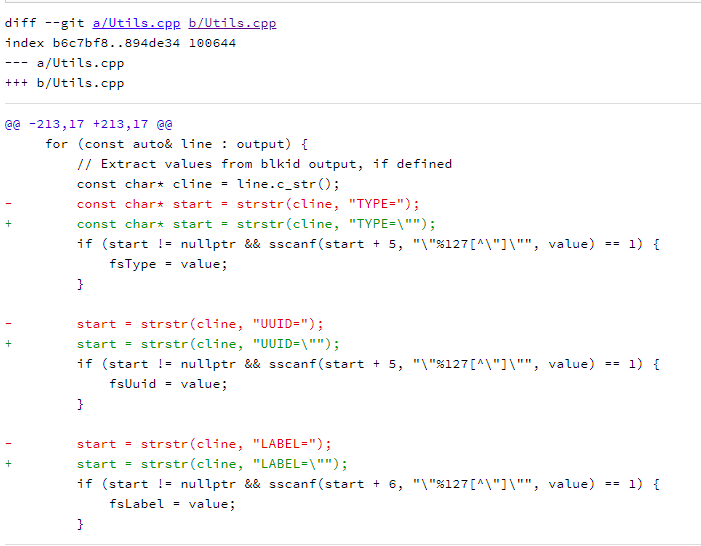 diff --git a/Utils.cpp b/Utils.cpp
index b6c7bf8..894de34 100644
--- a/Utils.cpp
+++ b/Utils.cpp
@@ -213,17 +213,17 @@
     for (const auto& line : output) {
         // Extract values from blkid output, if defined
         const char* cline = line.c_str();
-        const char* start = strstr(cline, "TYPE=");
+        const char* start = strstr(cline, "TYPE=\"");
         if (start != nullptr && sscanf(start + 5, "\"%127[^\"]\"", value) == 1) {
             fsType = value;
         }
-        start = strstr(cline, "UUID=");
+        start = strstr(cline, "UUID=\"");
         if (start != nullptr && sscanf(start + 5, "\"%127[^\"]\"", value) == 1) {
             fsUuid = value;
         }
-        start = strstr(cline, "LABEL=");
+        start = strstr(cline, "LABEL=\"");
         if (start != nullptr && sscanf(start + 6, "\"%127[^\"]\"", value) == 1) {
             fsLabel = value;
         }